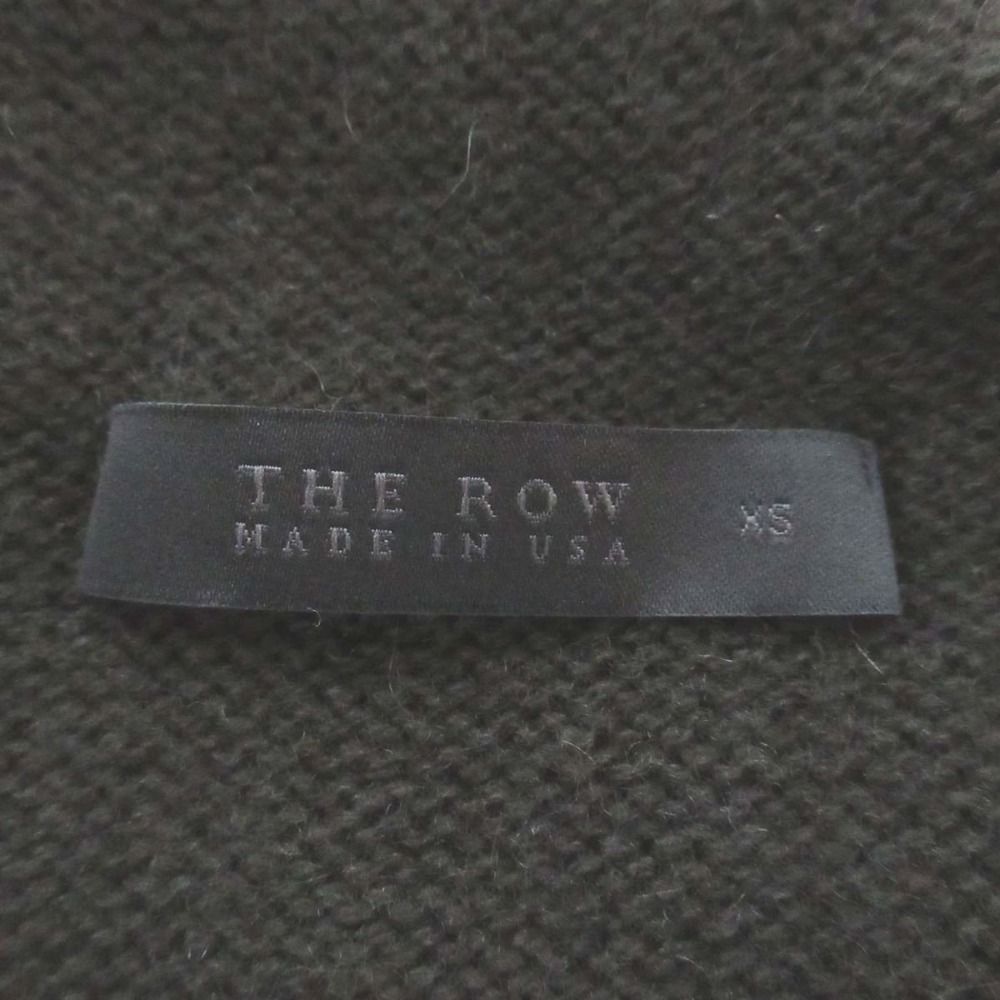 THE ROW
MADE IN USA
XS